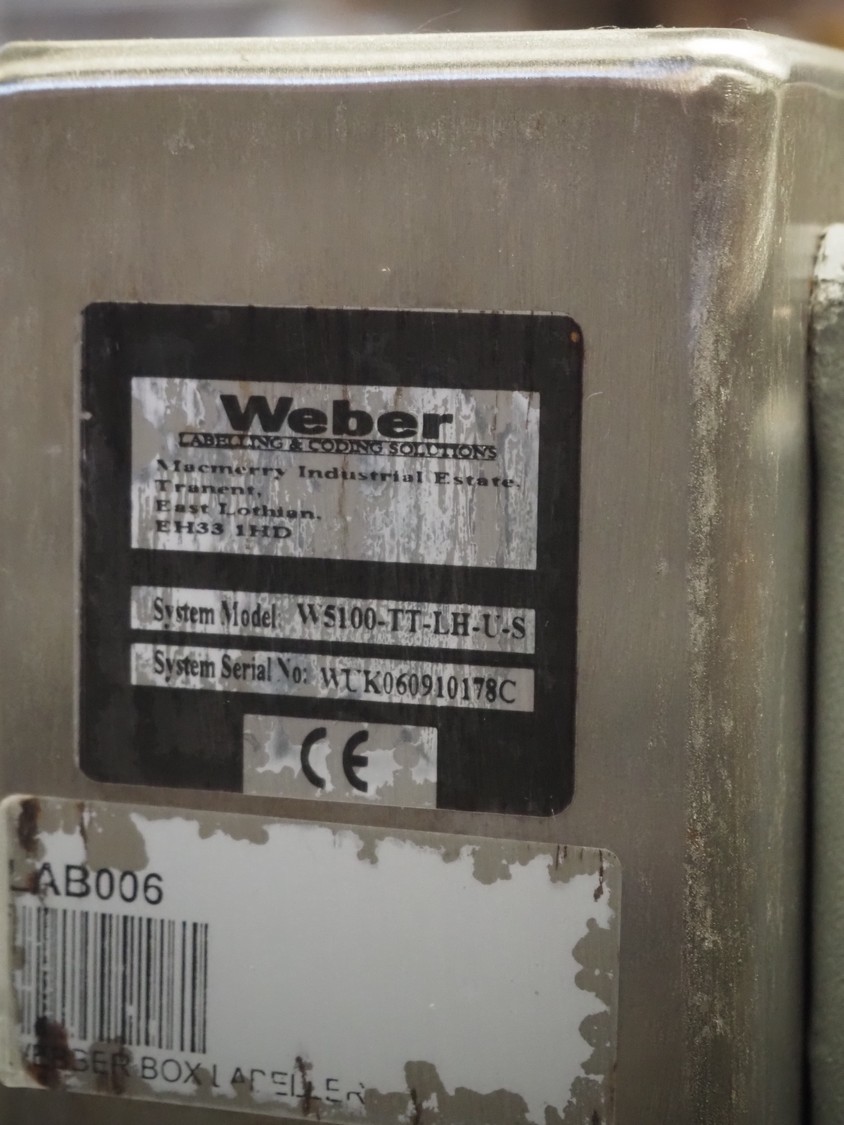 Weber
LABELLING & CODING SOLUTIONS
Macmerry Industrial Estate,
Tranent,
East Lothian,
EH33 1HD
System Model: W5100-TT-LH-U-S
System Serial No: WUK060910178C
CE
LAB006
BOX LABELLER